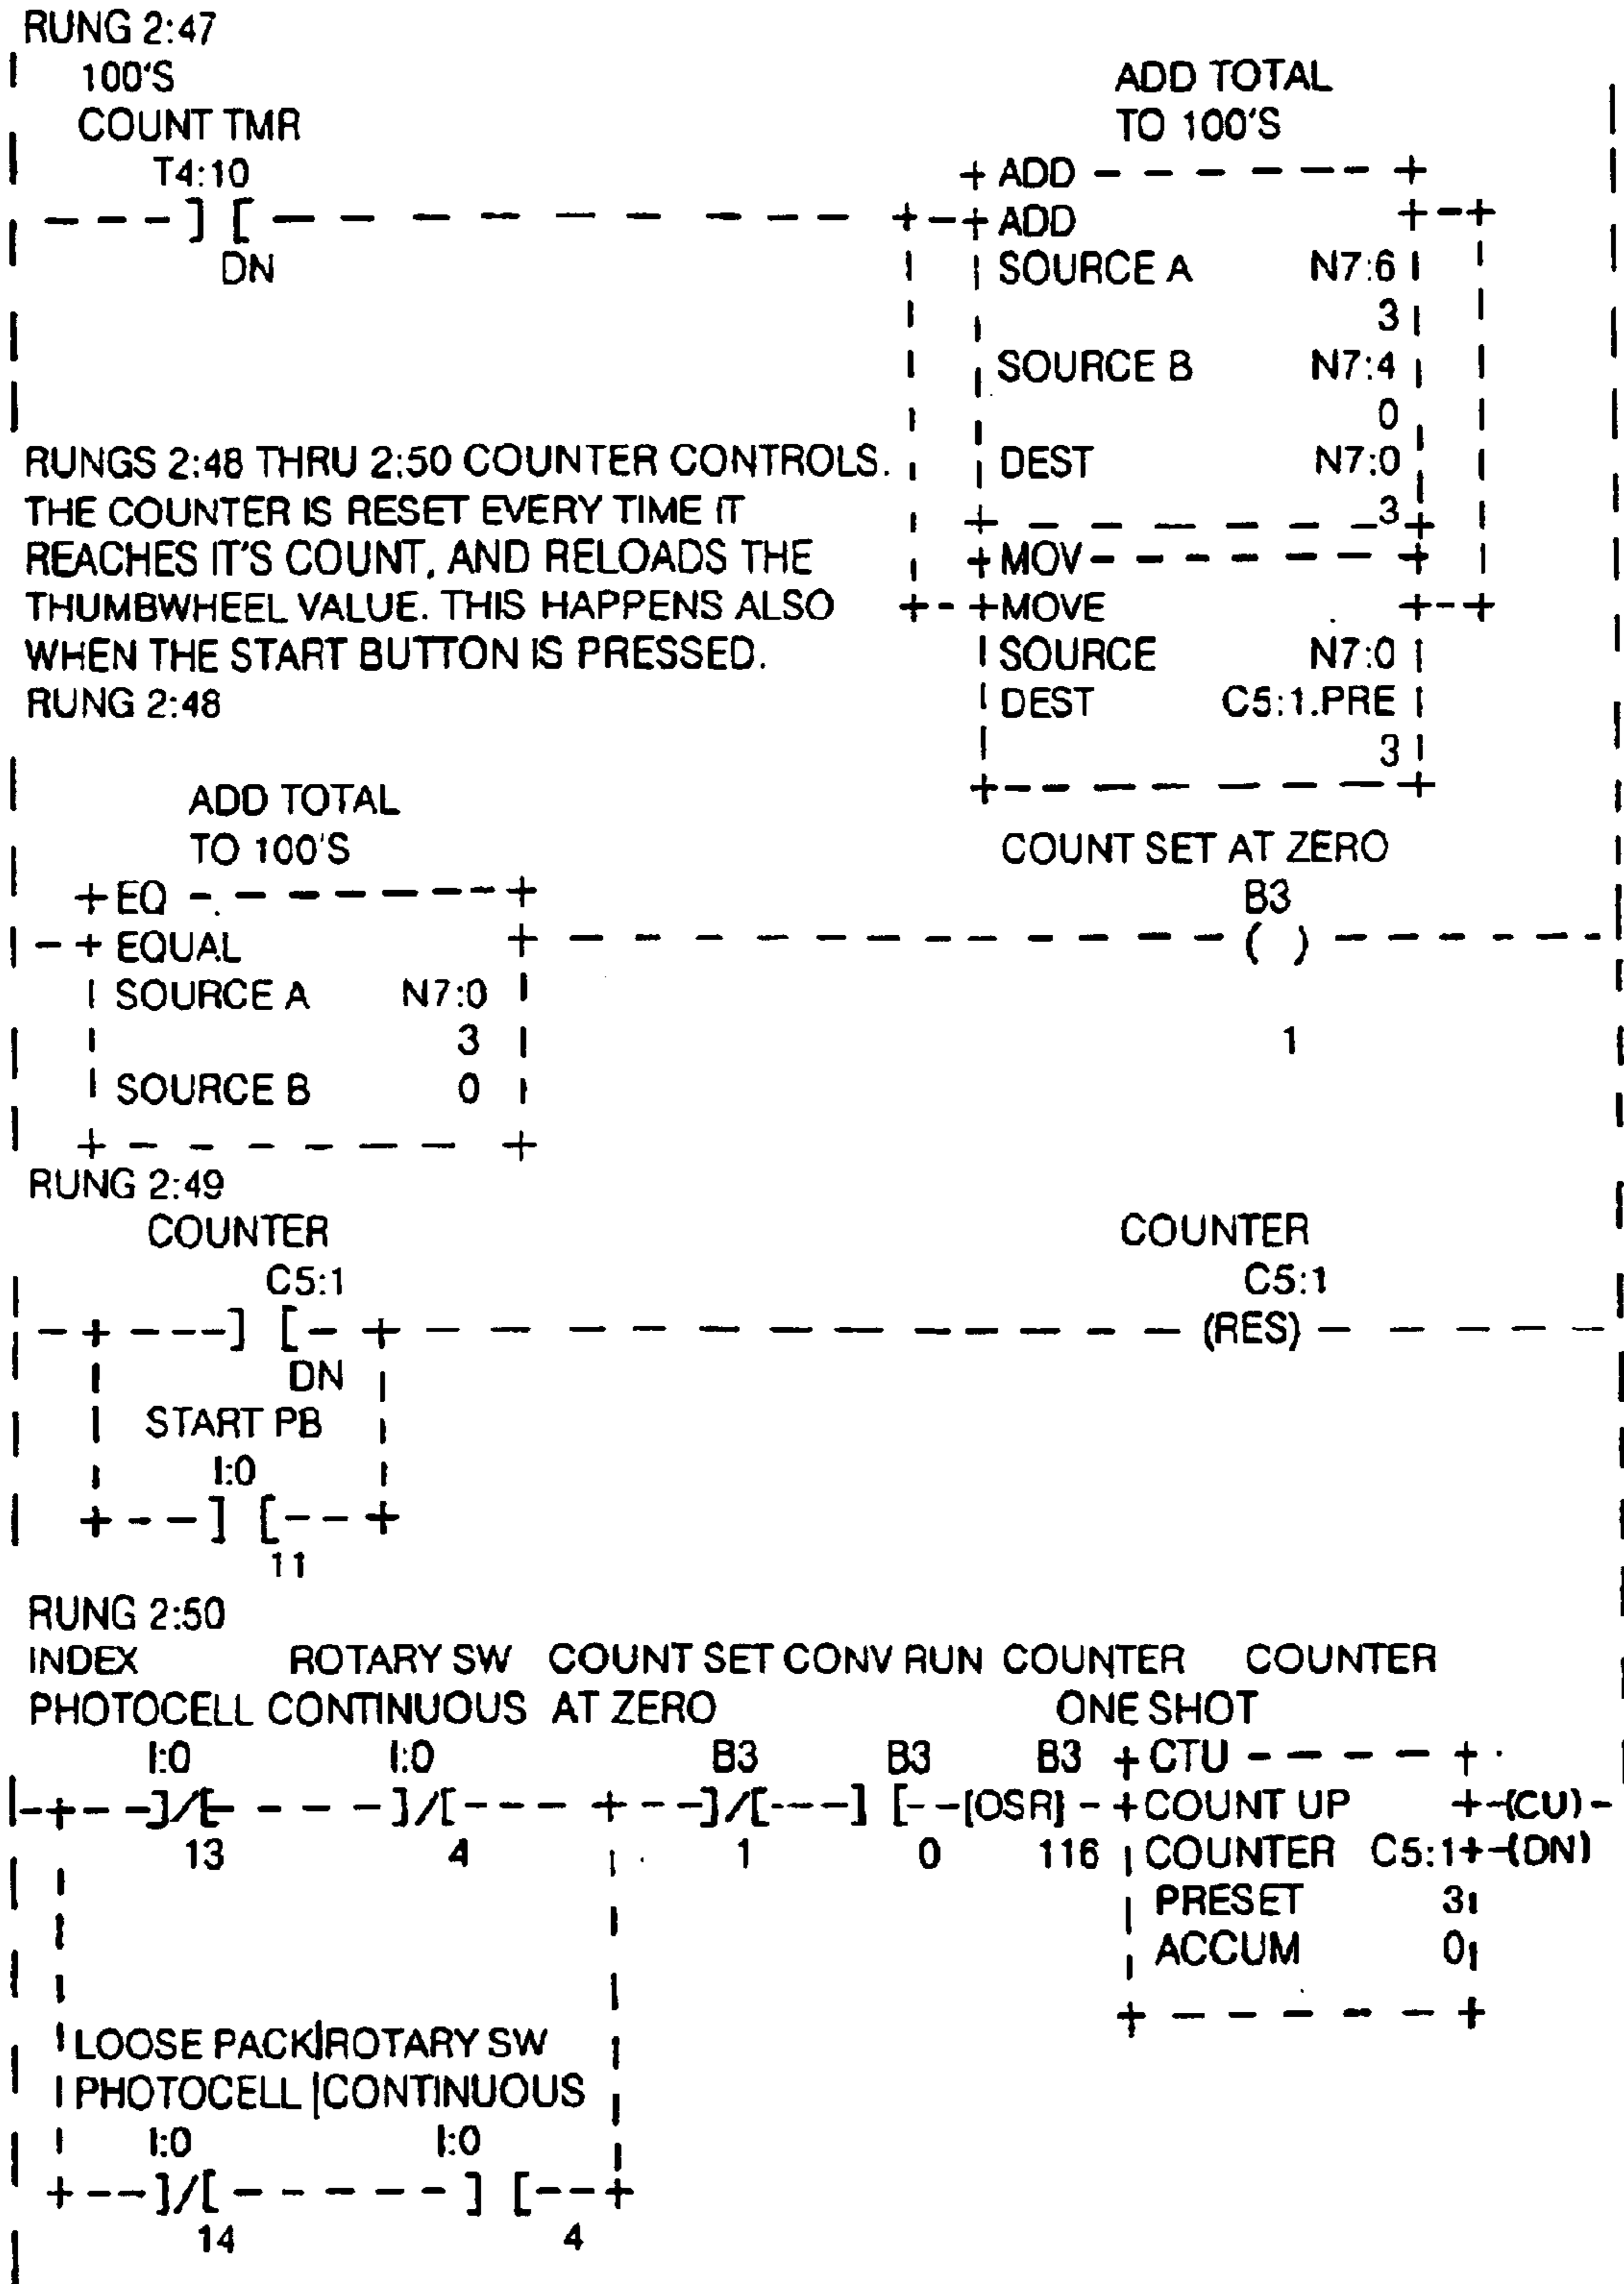 RUNG 2:47
100'S
COUNT TMR
T4:10
] [
DN
ADD TOTAL
TO 100'S
ADD
ADD
SOURCE A N7:6
3
SOURCE B N7:4
0
DEST N7:0
3
MOV
MOVE
SOURCE N7:0
DEST C5:1.PRE
3
RUNGS 2:48 THRU 2:50 COUNTER CONTROLS.
THE COUNTER IS RESET EVERY TIME IT
REACHES IT'S COUNT, AND RELOADS THE
THUMBWHEEL VALUE. THIS HAPPENS ALSO
WHEN THE START BUTTON IS PRESSED.
RUNG 2:48
ADD TOTAL
TO 100'S
EQ
EQUAL
SOURCE A N7:0
3
SOURCE B 0
COUNT SET AT ZERO
B3
( )
1
RUNG 2:49
COUNTER COUNTER
C5:1 C5:1
] [ (RES)
DN
START PB
I:0
] [
11
RUNG 2:50
INDEX ROTARY SW COUNT SET CONV RUN COUNTER COUNTER
PHOTOCELL CONTINUOUS AT ZERO ONE SHOT
I:0 I:0 B3 B3 B3 CTU
]/[ ]/[ ]/[ ] [ [OSR] COUNT UP (CU)
13 4 1 0 116 COUNTER C5:1 (DN)
PRESET 3
ACCUM 0
LOOSE PACK|ROTARY SW
PHOTOCELL |CONTINUOUS
I:0 I:0
]/[ ] [
14 4